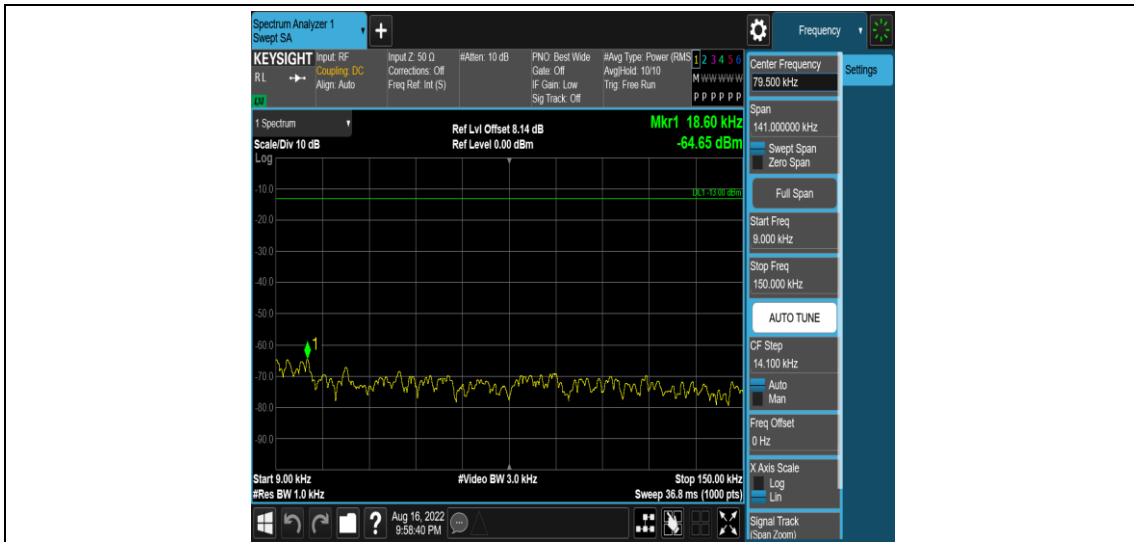 Spectrum Analyzer 1
Swept SA
+
Frequency
KEYSIGHT
RL
LXI
Input: RF
Coupling: DC
Align: Auto
Input Z: 50 Ω
Corrections: Off
Freq Ref: Int (S)
#Atten: 10 dB
PNO: Best Wide
Gate: Off
IF Gain: Low
Sig Track: Off
#Avg Type: Power (RMS
Avg|Hold: 10/10
Trig: Free Run
1 2 3 4 5 6
M W W W W W
P P P P P P
1 Spectrum
Scale/Div 10 dB
Log
Ref Lvl Offset 8.14 dB
Ref Level 0.00 dBm
Mkr1 18.60 kHz
-64.65 dBm
DL1 -13.00 dBm
-10.0
-20.0
-30.0
-40.0
-50.0
-60.0
-70.0
-80.0
-90.0
1
Start 9.00 kHz
#Res BW 1.0 kHz
#Video BW 3.0 kHz
Stop 150.00 kHz
Sweep 36.8 ms (1000 pts)
Center Frequency
79.500 kHz
Span
141.000000 kHz
Swept Span
Zero Span
Full Span
Start Freq
9.000 kHz
Stop Freq
150.000 kHz
AUTO TUNE
CF Step
14.100 kHz
Auto
Man
Freq Offset
0 Hz
X Axis Scale
Log
Lin
Signal Track
(Span Zoom)
Settings
?
Aug 16, 2022
9:58:40 PM